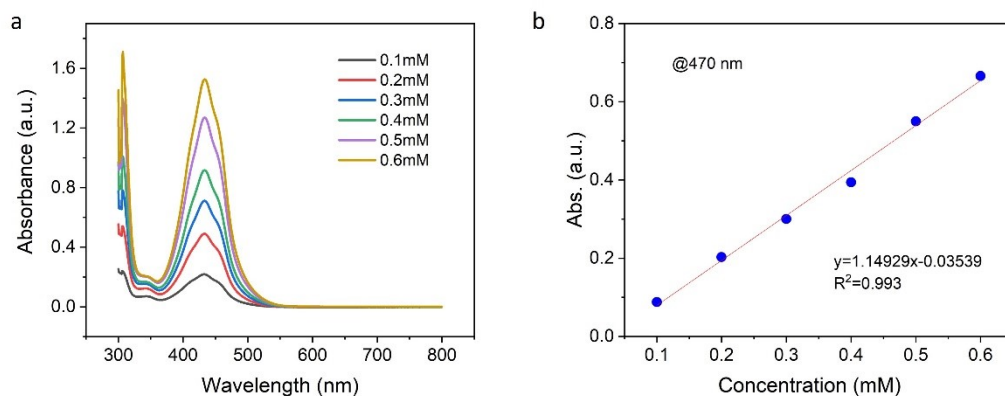 a
Absorbance (a.u.)
1.6
1.2
0.8
0.4
0.0
0.1mM
0.2mM
0.3mM
0.4mM
0.5mM
0.6mM
300 400 500 600 700 800
Wavelength (nm)
b
Abs. (a.u.)
0.8
0.6
0.4
0.2
0.0
@470 nm
y=1.14929x-0.03539
R²=0.993
0.1 0.2 0.3 0.4 0.5 0.6
Concentration (mM)